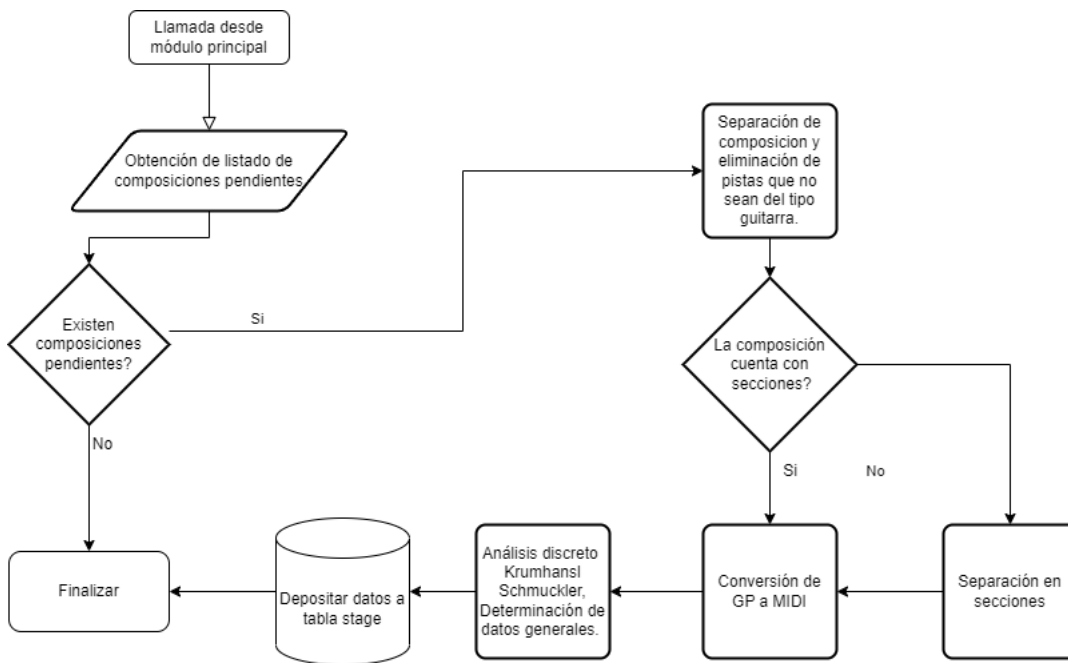 Llamada desde
módulo principal
Obtención de listado de
composiciones pendientes
Existen
composiciones
pendientes?
Si
No
Separación de
composicion y
eliminación de
pistas que no
sean del tipo
guitarra.
La composición
cuenta con
secciones?
Si
No
Separación en
secciones
Conversión de
GP a MIDI
Análisis discreto
Krumhansl
Schmuckler,
Determinación de
datos generales.
Depositar datos a
tabla stage
Finalizar